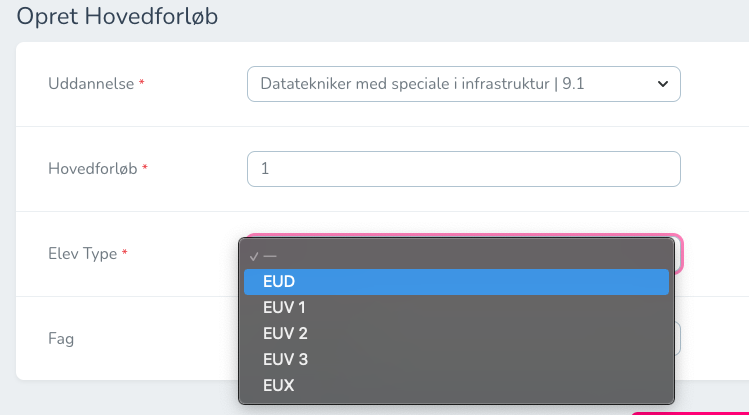 Opret Hovedforløb
Uddannelse *
Datatekniker med speciale i infrastruktur | 9.1
Hovedforløb *
1
Elev Type *
✓ —
EUD
EUV 1
EUV 2
EUV 3
EUX
Fag